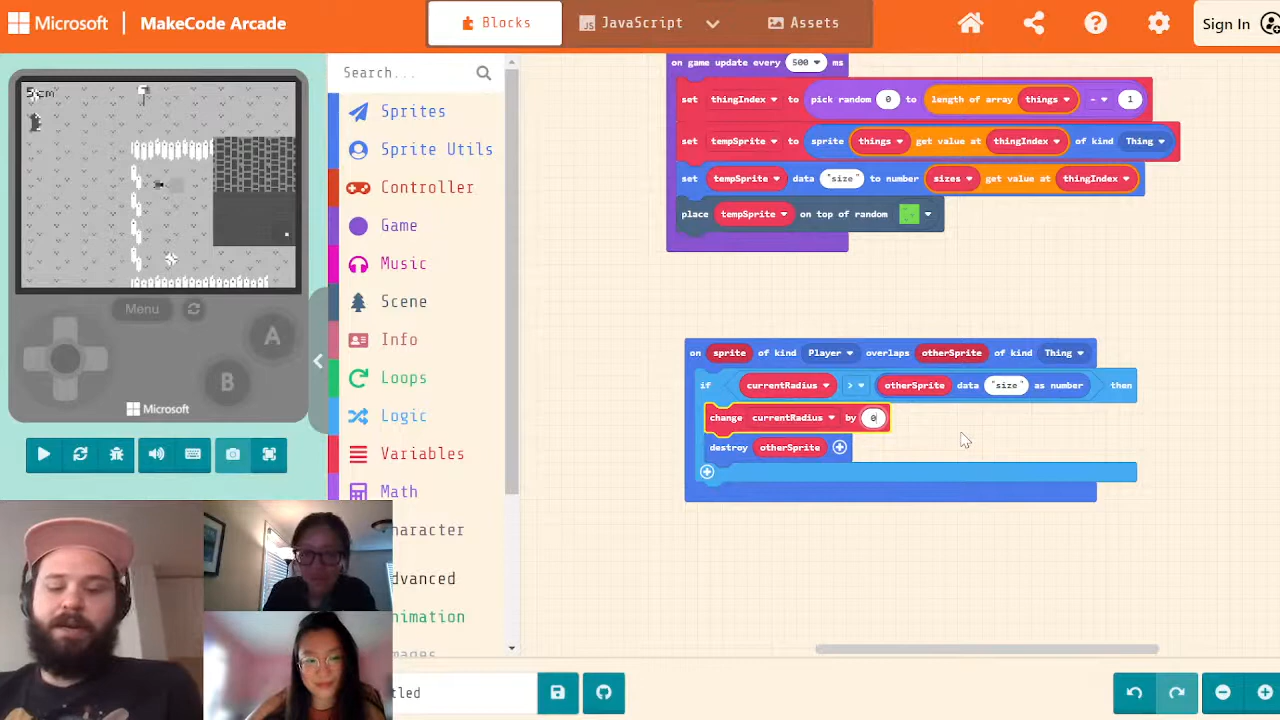 Microsoft
MakeCode Arcade
Blocks
JavaScript
Assets
Sign In
Search...
Sprites
Sprite Utils
Controller
Game
Music
Scene
Info
Loops
Logic
Variables
Math
haracter
dvanced
nimation
mages
Menu
A
B
Microsoft
on game update every 500 ms
set thingIndex to pick random 0 to length of array things - 1
set tempSprite to sprite things get value at thingIndex of kind Thing
set tempSprite data "size" to number sizes get value at thingIndex
place tempSprite on top of random
on sprite of kind Player overlaps otherSprite of kind Thing
if currentRadius > otherSprite data "size" as number then
change currentRadius by 0
destroy otherSprite
tled